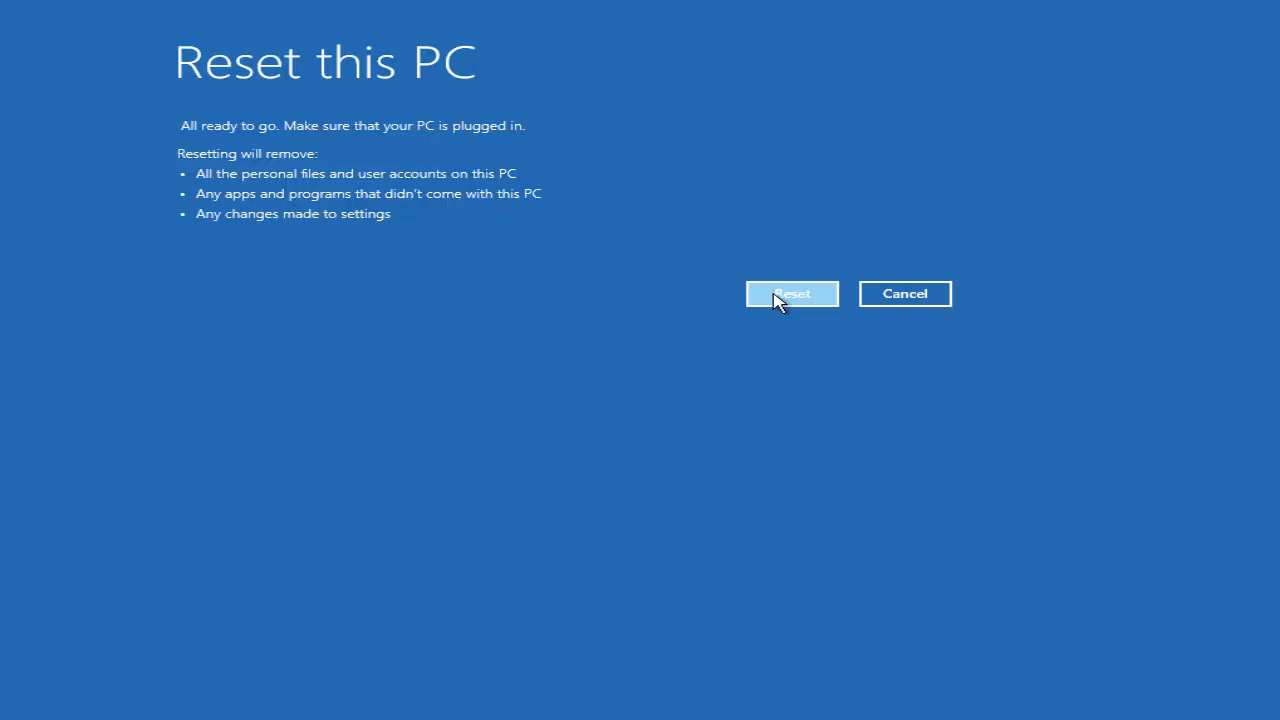 Reset this PC
All ready to go. Make sure that your PC is plugged in.
Resetting will remove:
• All the personal files and user accounts on this PC
• Any apps and programs that didn't come with this PC
• Any changes made to settings
Reset Cancel